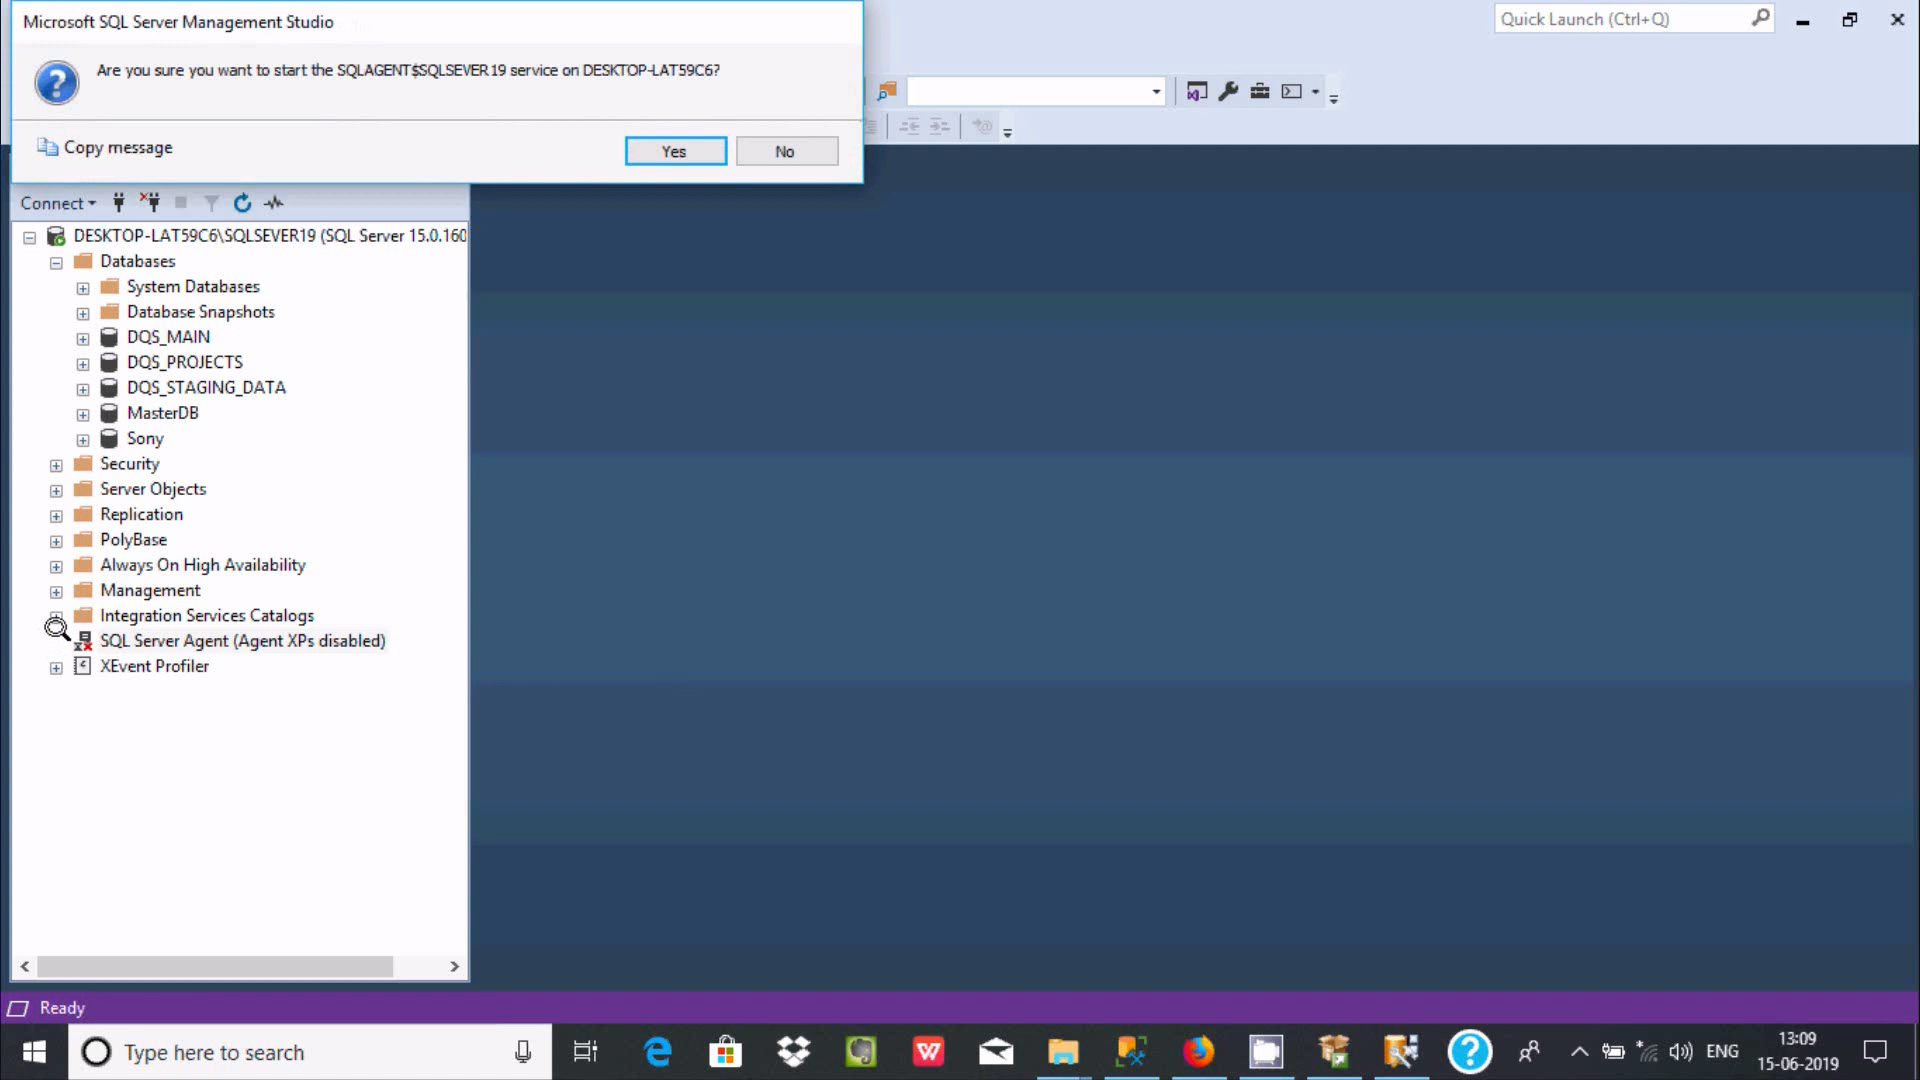 Microsoft SQL Server Management Studio
Quick Launch (Ctrl+Q)
Are you sure you want to start the SQLAGENT$SQLSEVER19 service on DESKTOP-LAT59C6?
Copy message
Yes
No
Connect
DESKTOP-LAT59C6\SQLSEVER19 (SQL Server 15.0.160
Databases
System Databases
Database Snapshots
DQS_MAIN
DQS_PROJECTS
DQS_STAGING_DATA
MasterDB
Sony
Security
Server Objects
Replication
PolyBase
Always On High Availability
Management
Integration Services Catalogs
SQL Server Agent (Agent XPs disabled)
XEvent Profiler
Ready
Type here to search
ENG
13:09
15-06-2019